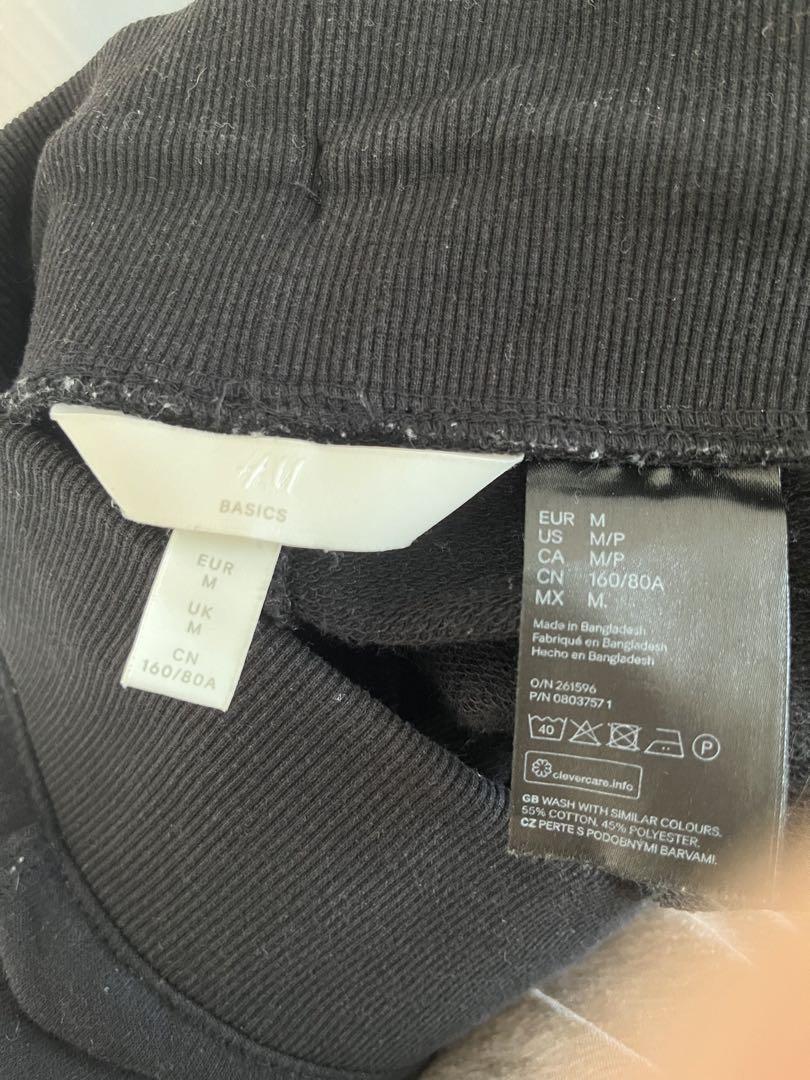 BASICS
EUR
M
UK
M
CN
160/80A
EUR M
US M/P
CA M/P
CN 160/80A
MX M.
Made in Bangladesh
Fabriqué en Bangladesh
Hecho en Bangladesh
O/N 261596
P/N 08037571
40
P
clevercare.info
GB WASH WITH SIMILAR COLOURS.
55% COTTON. 45% POLYESTER.
CZ PERTE S PODOBNÝMI BARVAMI.